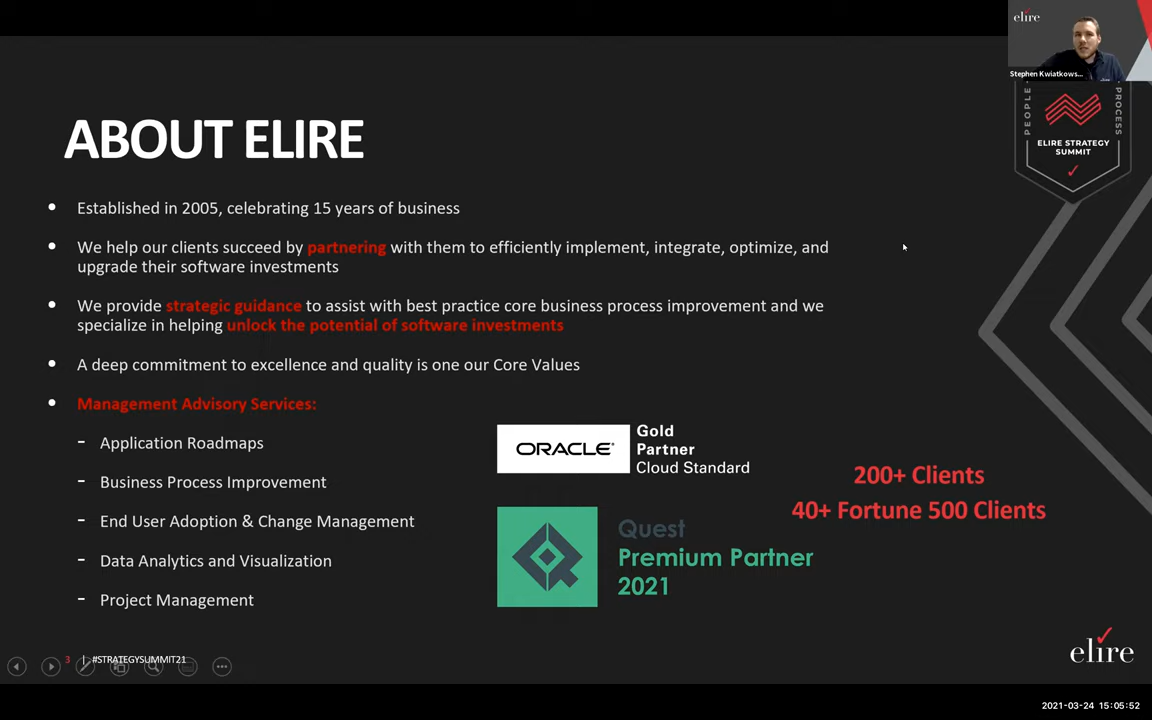 elire
Stephen Kwiatkows...
PEOPLE
PROCESS
ELIRE STRATEGY
SUMMIT
ABOUT ELIRE
• Established in 2005, celebrating 15 years of business
• We help our clients succeed by partnering with them to efficiently implement, integrate, optimize, and
upgrade their software investments
• We provide strategic guidance to assist with best practice core business process improvement and we
specialize in helping unlock the potential of software investments
• A deep commitment to excellence and quality is one our Core Values
• Management Advisory Services:
- Application Roadmaps
- Business Process Improvement
- End User Adoption & Change Management
- Data Analytics and Visualization
- Project Management
ORACLE®
Gold
Partner
Cloud Standard
Quest
Premium Partner
2021
200+ Clients
40+ Fortune 500 Clients
3 | #STRATEGYSUMMIT21
elire
2021-03-24 15:05:52